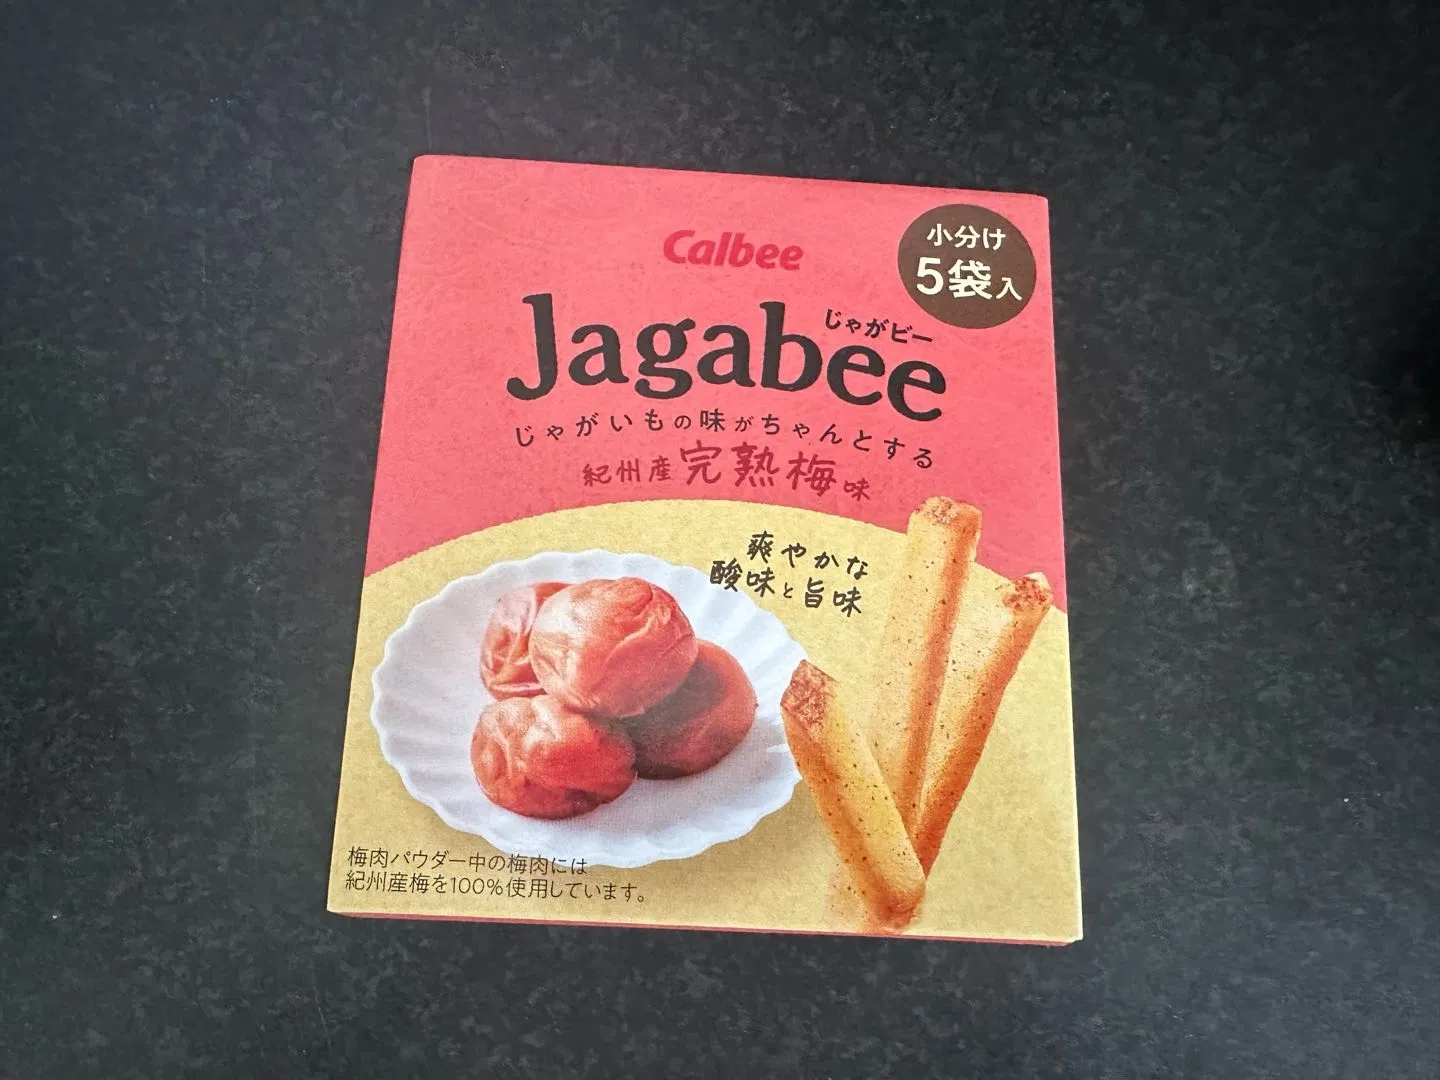 Calbee
小分け
5袋入
じゃがビー
Jagabee
じゃがいもの味がちゃんとする
紀州産完熟梅味
爽やかな
酸味と旨味
梅肉パウダー中の梅肉には
紀州産梅を100%使用しています。